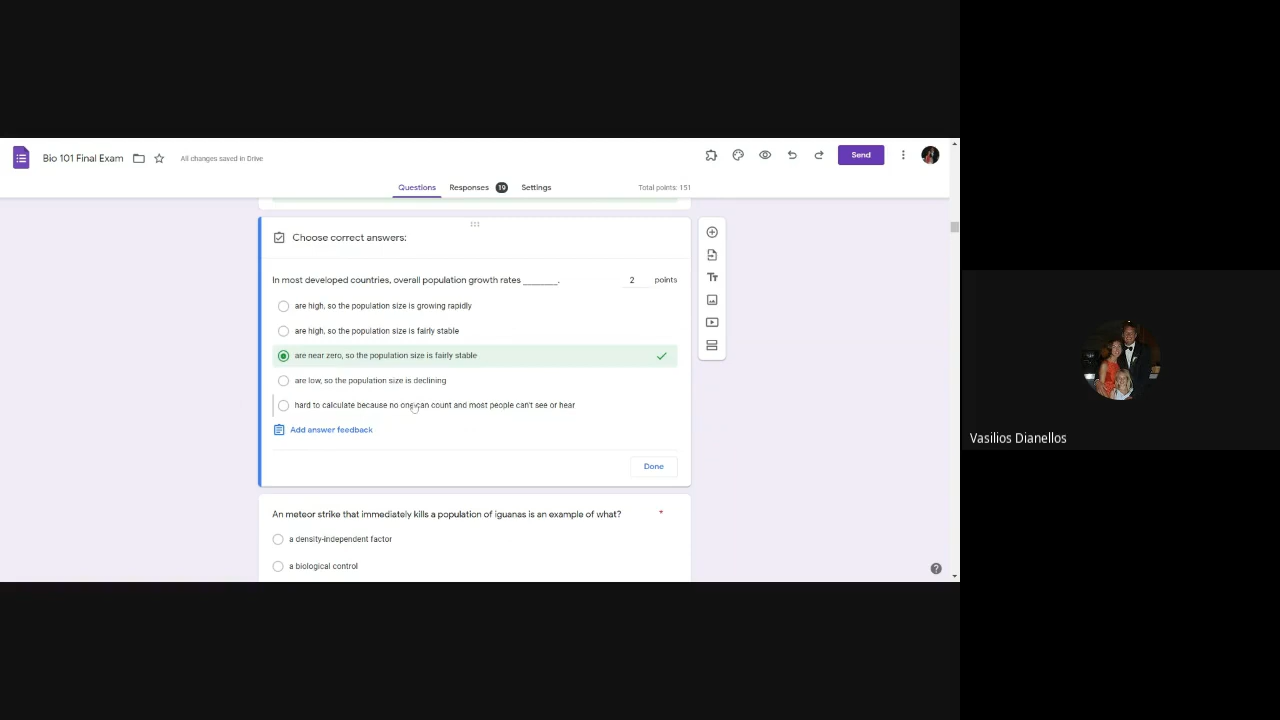 Bio 101 Final Exam
All changes saved in Drive
Send
Questions
Responses 19
Settings
Total points: 151
Choose correct answers:
In most developed countries, overall population growth rates _______.
2 points
are high, so the population size is growing rapidly
are high, so the population size is fairly stable
are near zero, so the population size is fairly stable
are low, so the population size is declining
hard to calculate because no one can count and most people can't see or hear
Add answer feedback
Done
An meteor strike that immediately kills a population of iguanas is an example of what? *
a density-independent factor
a biological control
Tt
Vasilios Dianellos